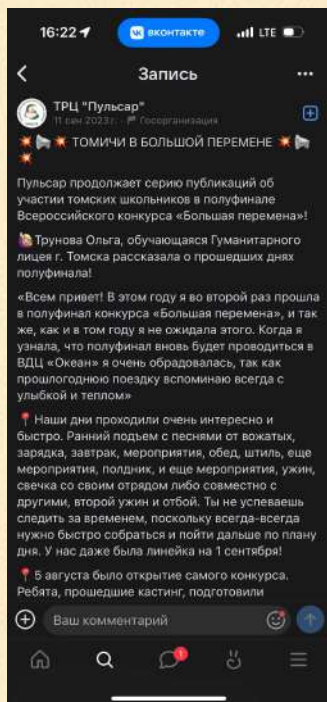 16:22
вконтакте
LTE
Запись
ТРЦ "Пульсар"
11 сен 2023 г. · Госорганизация
ТОМИЧИ В БОЛЬШОЙ ПЕРЕМЕНЕ
Пульсар продолжает серию публикаций об
участии томских школьников в полуфинале
Всероссийского конкурса «Большая перемена»!
Трунова Ольга, обучающаяся Гуманитарного
лицея г. Томска рассказала о прошедших днях
полуфинала!
«Всем привет! В этом году я во второй раз прошла
в полуфинал конкурса «Большая перемена», и так
же, как и в том году я не ожидала этого. Когда я
узнала, что полуфинал вновь будет проводиться в
ВДЦ «Океан» я очень обрадовалась, так как
прошлогоднюю поездку вспоминаю всегда с
улыбкой и теплом»
Наши дни проходили очень интересно и
быстро. Ранний подъем с песнями от вожатых,
зарядка, завтрак, мероприятия, обед, штиль, еще
мероприятия, полдник, и еще мероприятия, ужин,
свечка со своим отрядом либо совместно с
другими, второй ужин и отбой. Ты не успеваешь
следить за временем, поскольку всегда-всегда
нужно быстро собраться и пойти дальше по плану
дня. У нас даже была линейка на 1 сентября!
5 августа было открытие самого конкурса.
Ребята, прошедшие кастинг, подготовили
Ваш комментарий
1